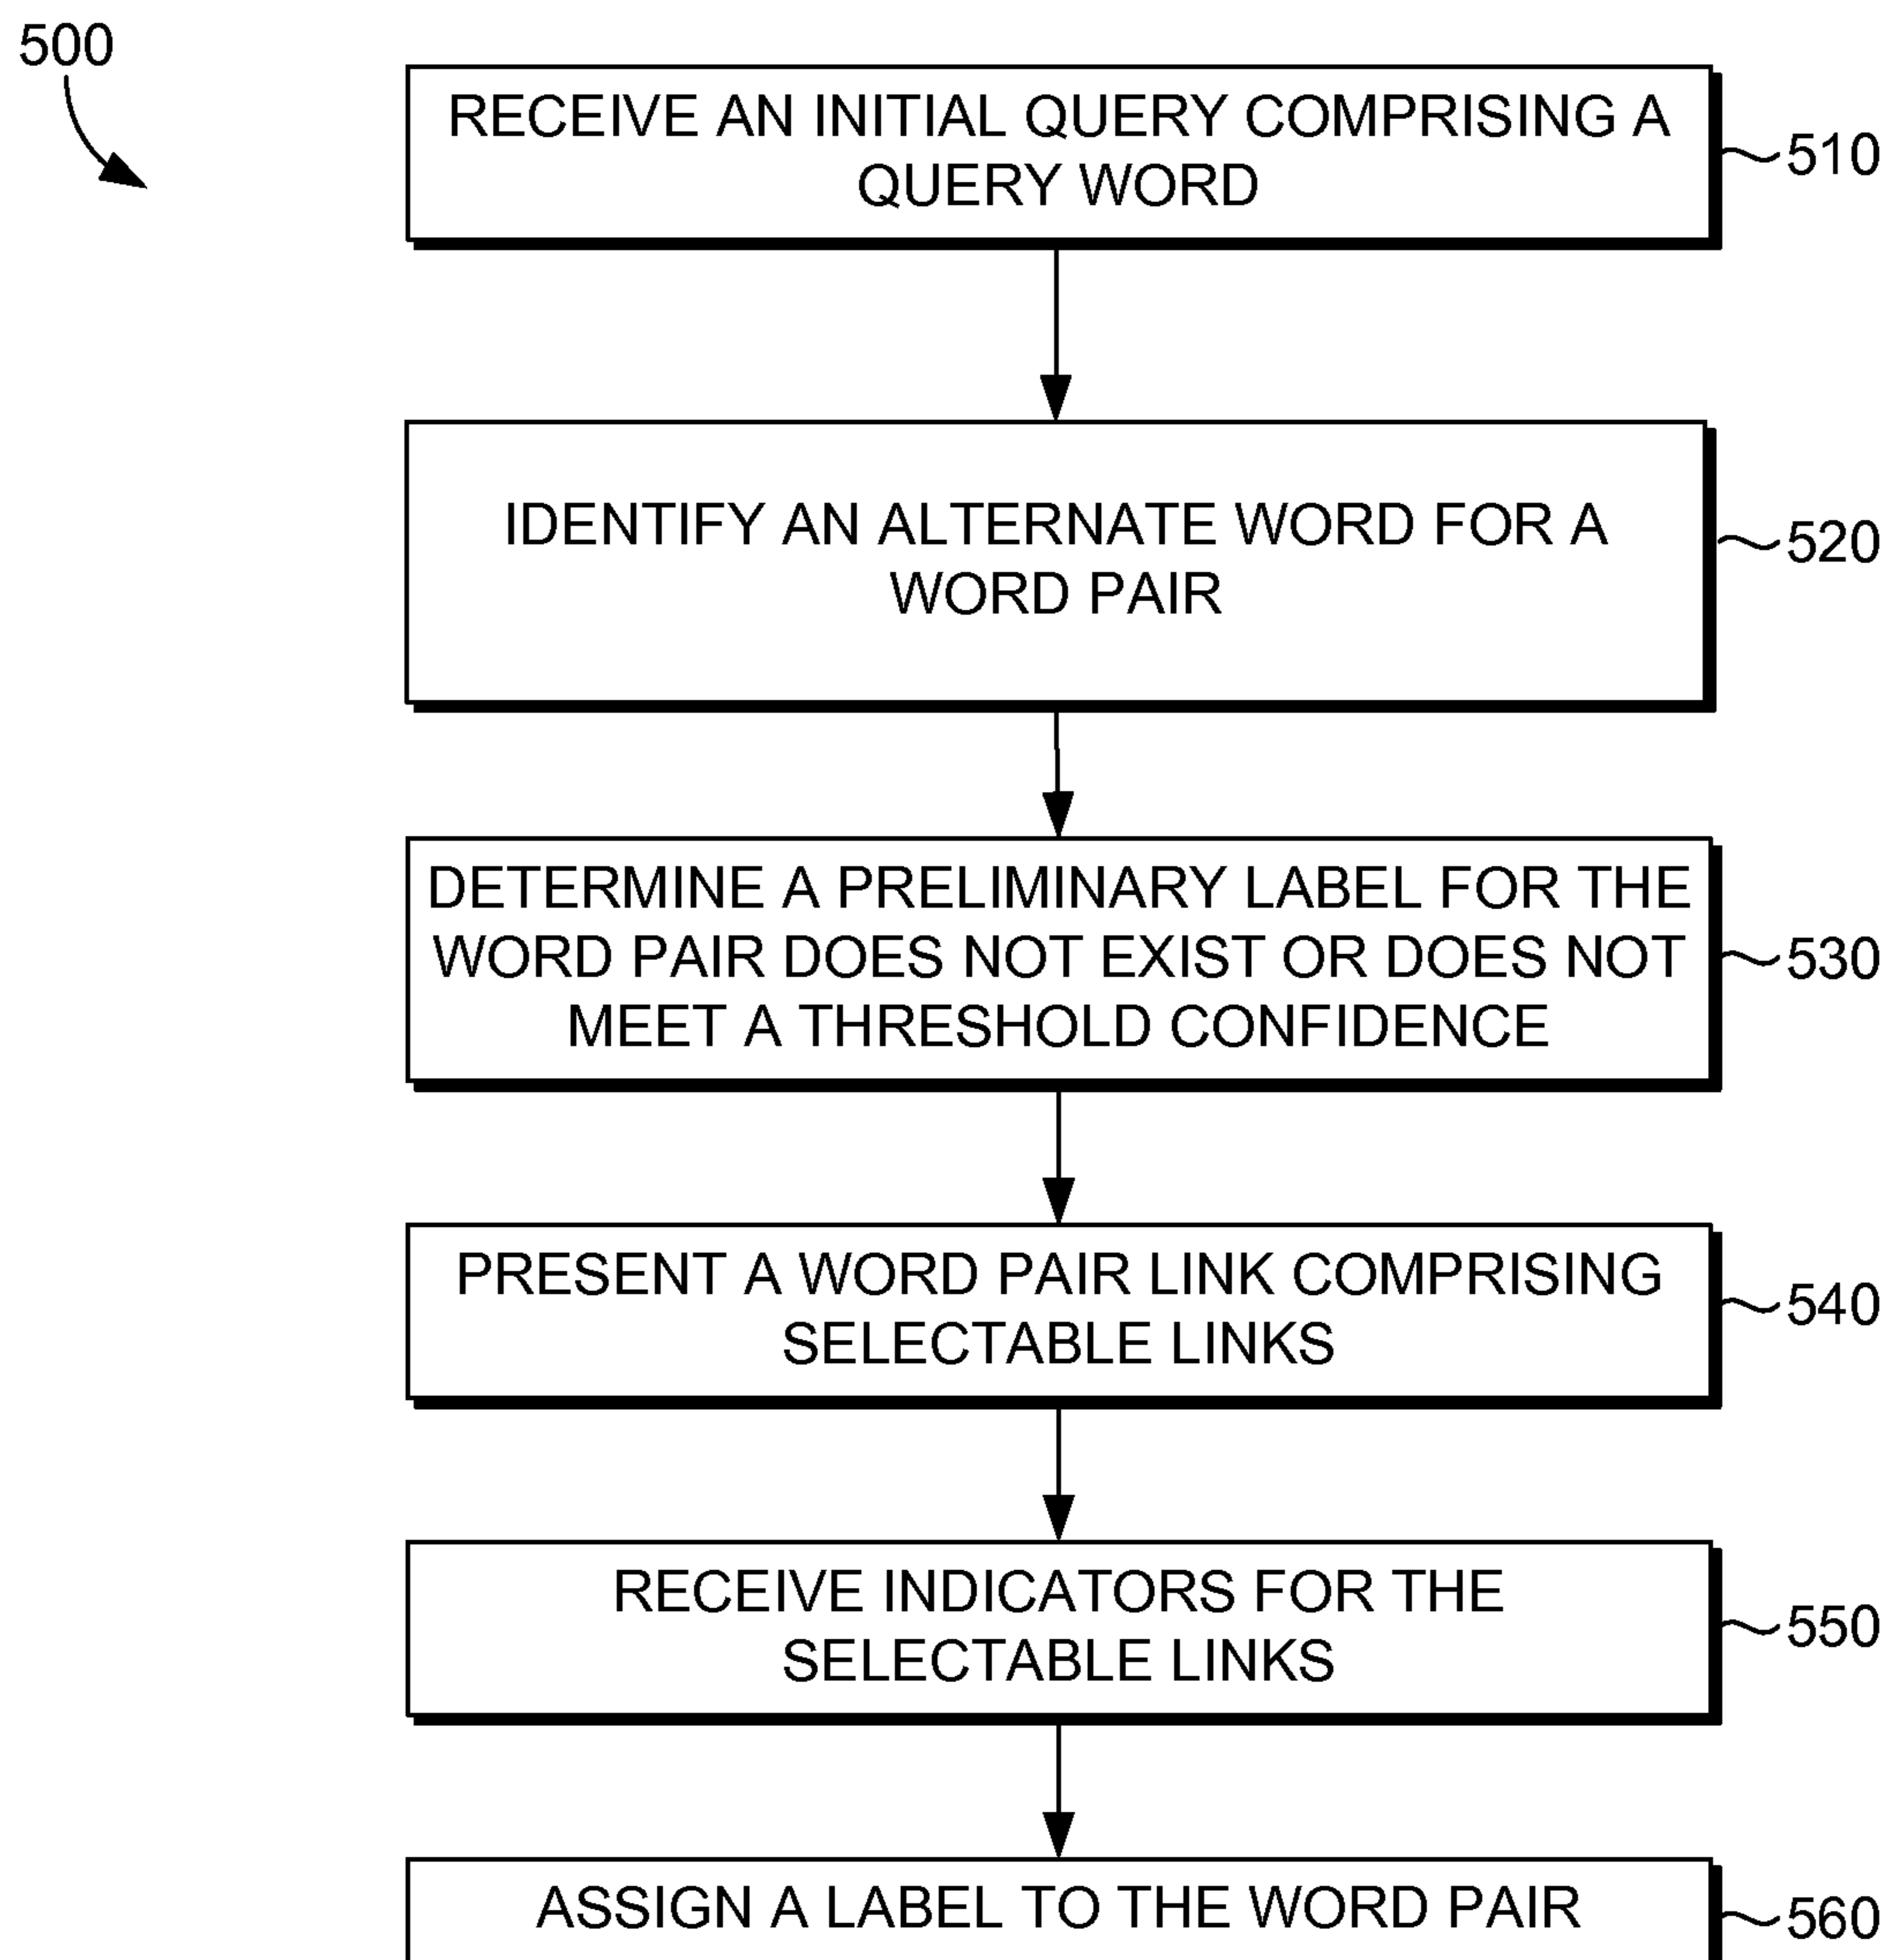 500
RECEIVE AN INITIAL QUERY COMPRISING A
QUERY WORD
510
IDENTIFY AN ALTERNATE WORD FOR A
WORD PAIR
520
DETERMINE A PRELIMINARY LABEL FOR THE
WORD PAIR DOES NOT EXIST OR DOES NOT
MEET A THRESHOLD CONFIDENCE
530
PRESENT A WORD PAIR LINK COMPRISING
SELECTABLE LINKS
540
RECEIVE INDICATORS FOR THE
SELECTABLE LINKS
550
ASSIGN A LABEL TO THE WORD PAIR
560